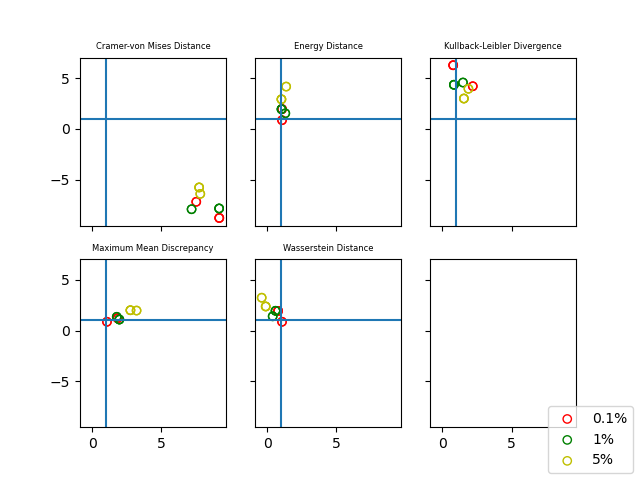 Cramer-von Mises Distance
Energy Distance
Kullback-Leibler Divergence
5
0
−5
Maximum Mean Discrepancy
Wasserstein Distance
5
0
−5
0 5
0 5
0 5
0.1%
1%
5%